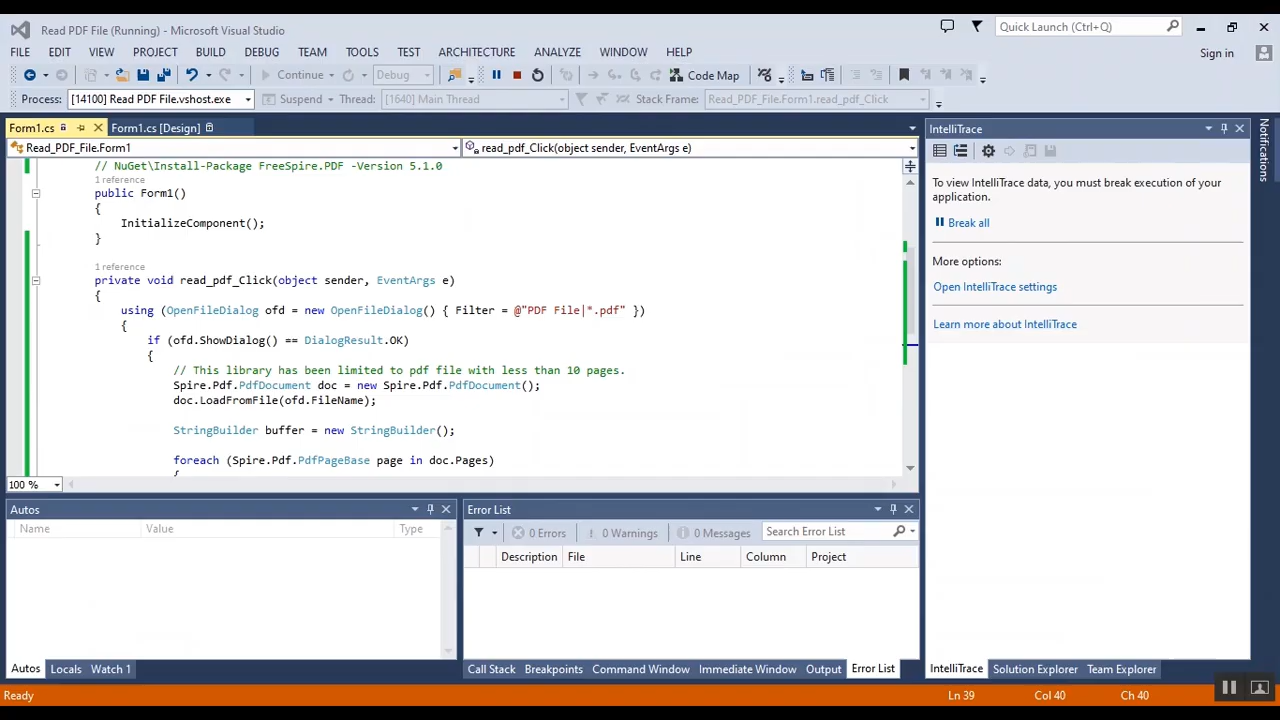 Read PDF File (Running) - Microsoft Visual Studio
Quick Launch (Ctrl+Q)
FILE EDIT VIEW PROJECT BUILD DEBUG TEAM TOOLS TEST ARCHITECTURE ANALYZE WINDOW HELP
Sign in
Continue Debug Code Map
Process: [14100] Read PDF File.vshost.exe Suspend Thread: [1640] Main Thread Stack Frame: Read_PDF_File.Form1.read_pdf_Click
Form1.cs Form1.cs [Design]
Read_PDF_File.Form1 read_pdf_Click(object sender, EventArgs e)
// NuGet\Install-Package FreeSpire.PDF -Version 5.1.0
1 reference
public Form1()
{
InitializeComponent();
}
1 reference
private void read_pdf_Click(object sender, EventArgs e)
{
using (OpenFileDialog ofd = new OpenFileDialog() { Filter = @"PDF File|*.pdf" })
{
if (ofd.ShowDialog() == DialogResult.OK)
{
// This library has been limited to pdf file with less than 10 pages.
Spire.Pdf.PdfDocument doc = new Spire.Pdf.PdfDocument();
doc.LoadFromFile(ofd.FileName);
StringBuilder buffer = new StringBuilder();
foreach (Spire.Pdf.PdfPageBase page in doc.Pages)
{
100 %
IntelliTrace
To view IntelliTrace data, you must break execution of your
application.
Break all
More options:
Open IntelliTrace settings
Learn more about IntelliTrace
Notifications
Autos
Name Value Type
Error List
0 Errors 0 Warnings 0 Messages Search Error List
Description File Line Column Project
Autos Locals Watch 1
Call Stack Breakpoints Command Window Immediate Window Output Error List
IntelliTrace Solution Explorer Team Explorer
Ready Ln 39 Col 40 Ch 40